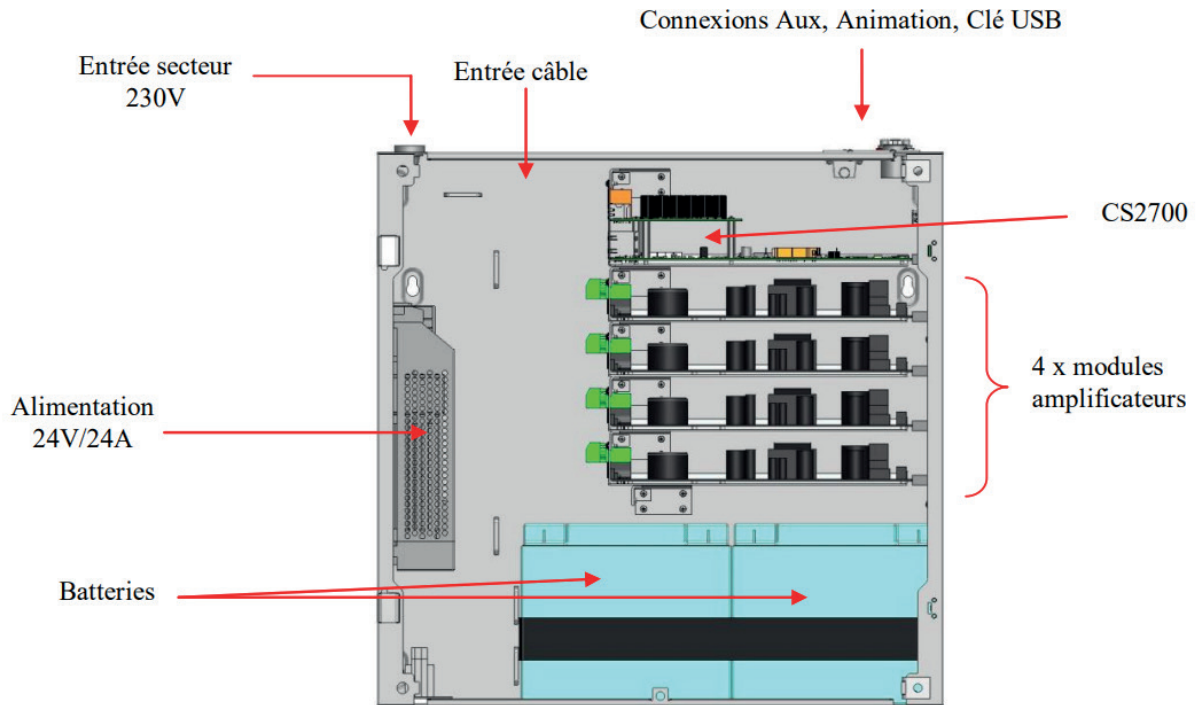 Connexions Aux, Animation, Clé USB
Entrée secteur
230V
Entrée câble
CS2700
4 x modules
amplificateurs
Alimentation
24V/24A
Batteries